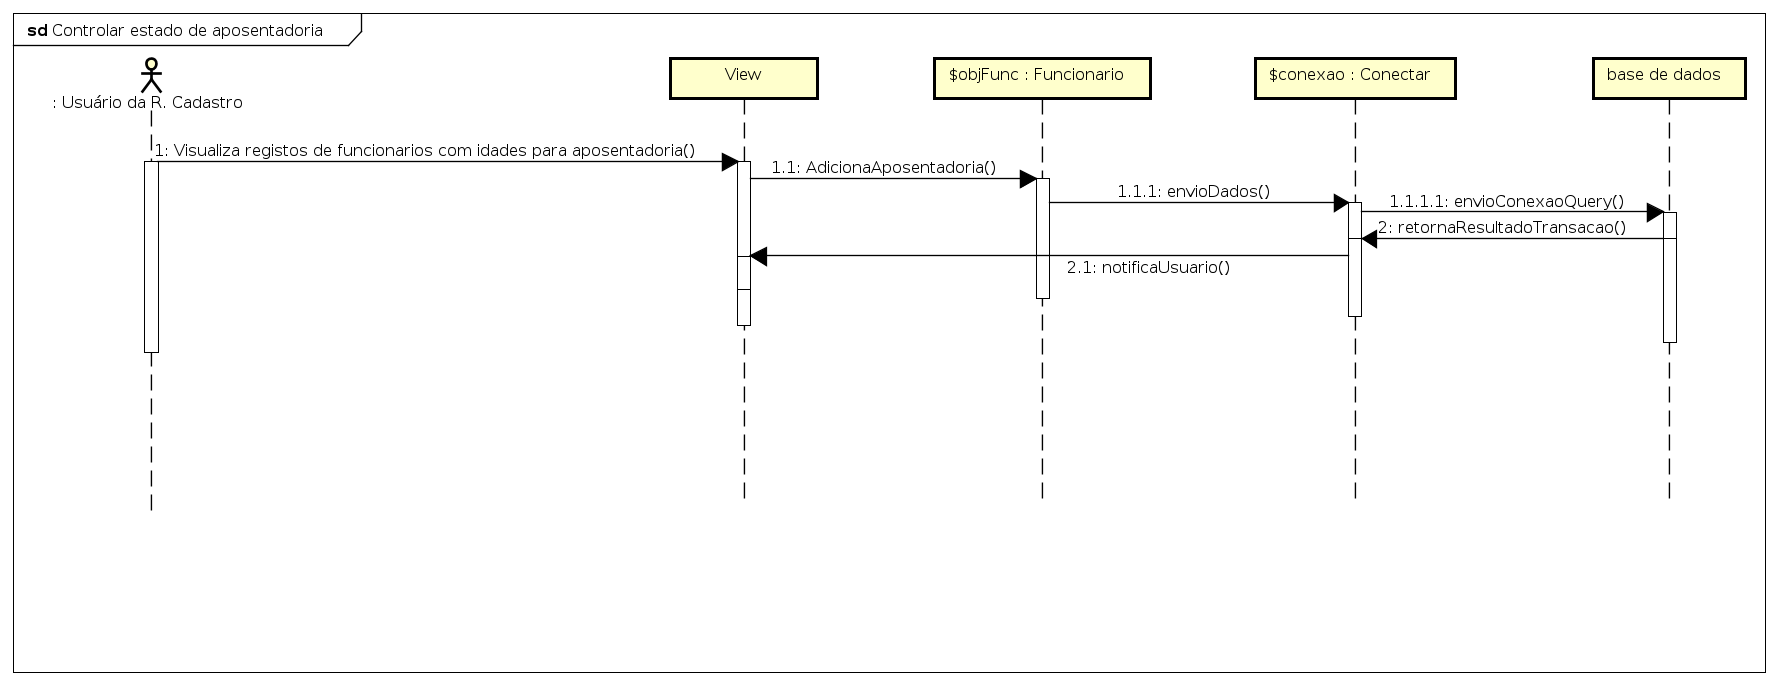 sd Controlar estado de aposentadoria
: Usuário da R. Cadastro
View
$objFunc : Funcionario
$conexao : Conectar
base de dados
1: Visualiza registos de funcionarios com idades para aposentadoria()
1.1: AdicionaAposentadoria()
1.1.1: envioDados()
1.1.1.1: envioConexaoQuery()
2: retornaResultadoTransacao()
2.1: notificaUsuario()